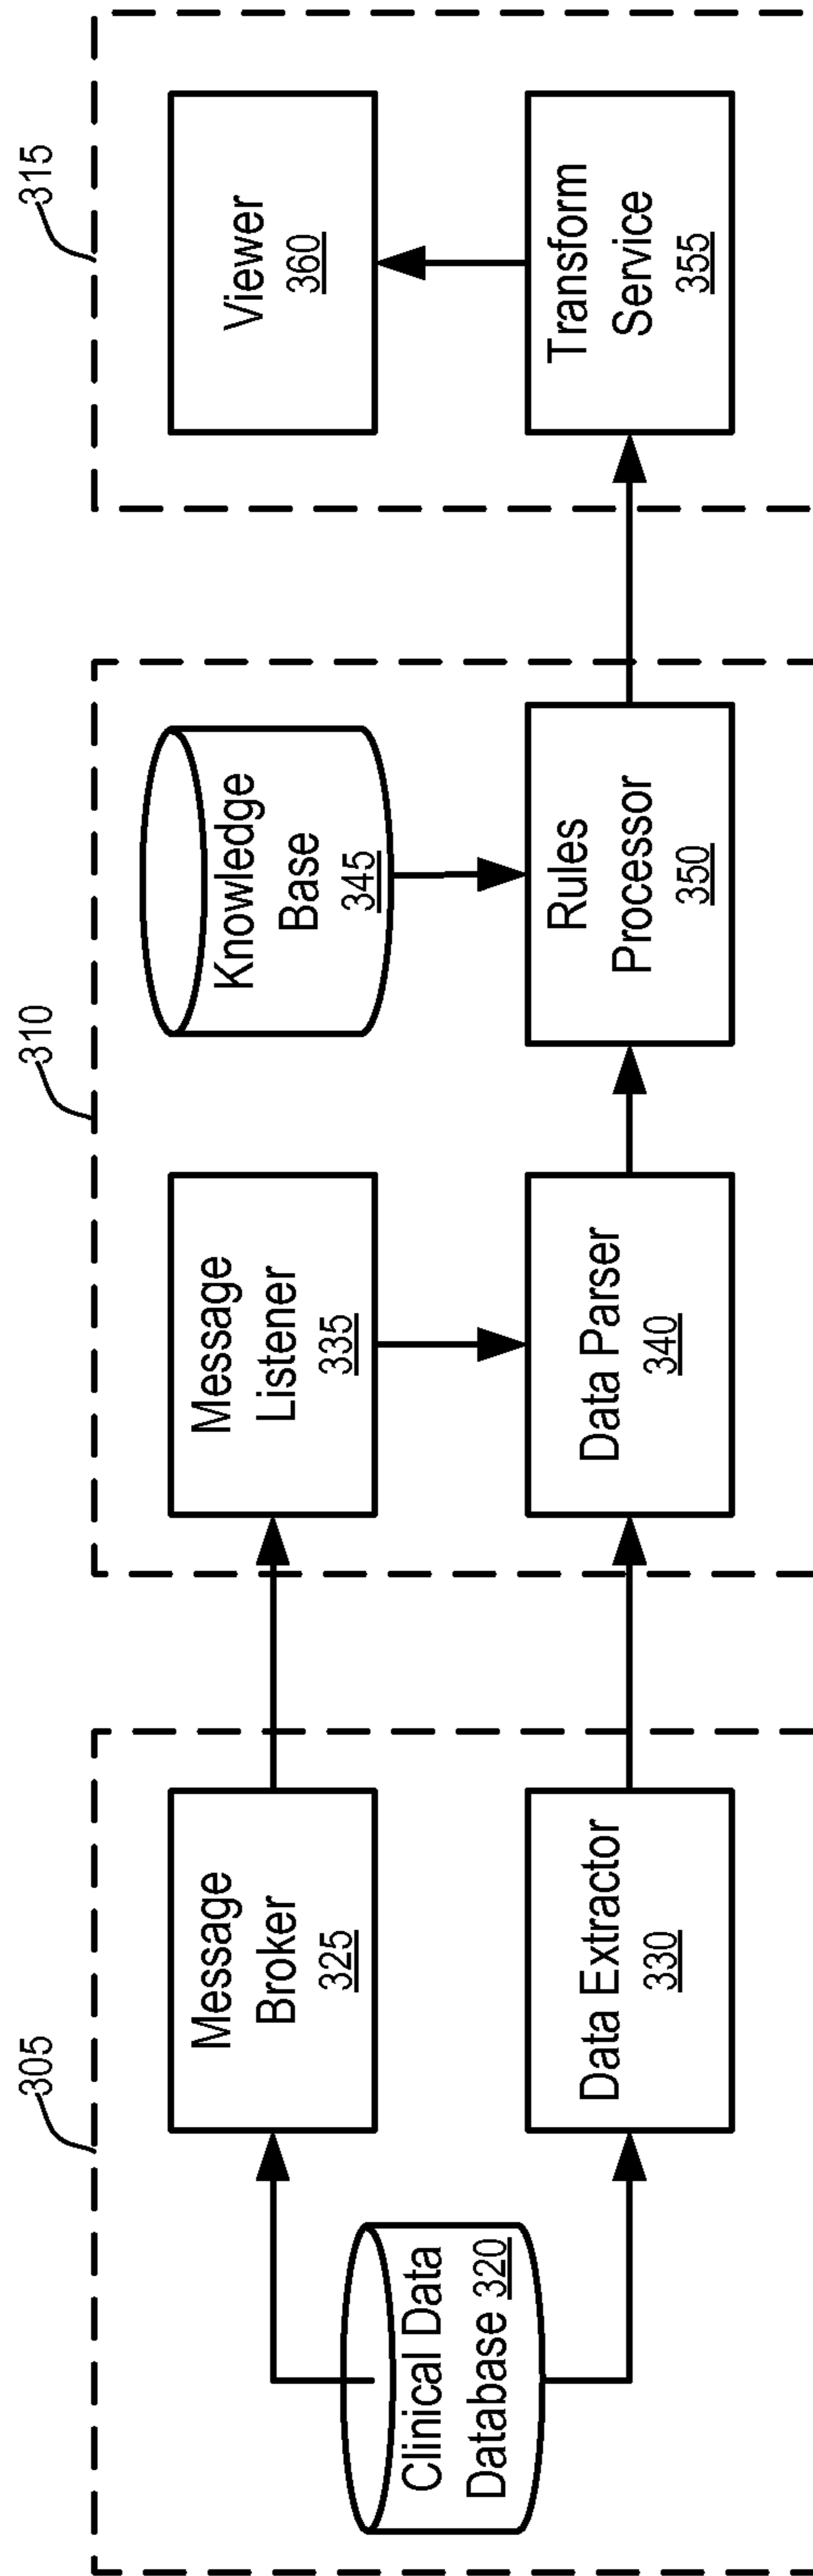 305
310
315
Clinical Data
Database 320
Message
Broker
325
Data Extractor
330
Message
Listener
335
Data Parser
340
Knowledge
Base
345
Rules
Processor
350
Viewer
360
Transform
Service
355